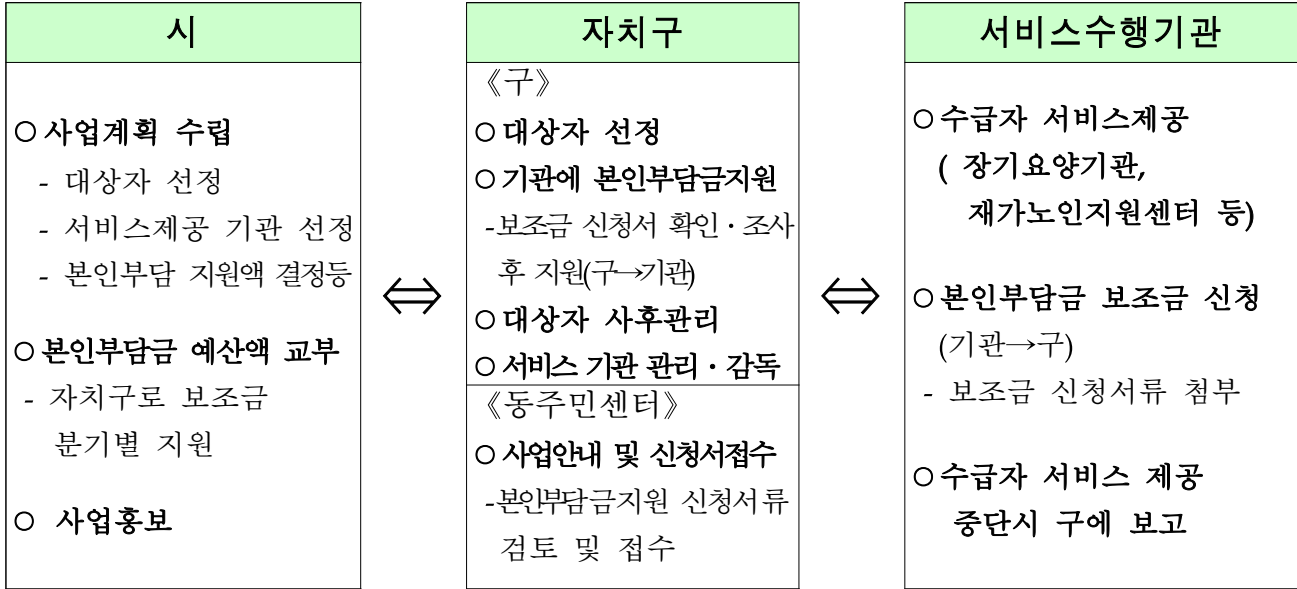 시
○ 사업계획 수립
- 대상자 선정
- 서비스제공 기관 선정
- 본인부담 지원액 결정등
○ 본인부담금 예산액 교부
- 자치구로 보조금
분기별 지원
○ 사업홍보
⇔
자치구
《구》
○ 대상자 선정
○ 기관에 본인부담금지원
-보조금 신청서 확인·조사
후 지원(구→기관)
○ 대상자 사후관리
○ 서비스 기관 관리·감독
《동주민센터》
○ 사업안내 및 신청서접수
-본인부담금지원 신청서류
검토 및 접수
⇔
서비스수행기관
○ 수급자 서비스제공
( 장기요양기관,
재가노인지원센터 등)
○ 본인부담금 보조금 신청
(기관→구)
- 보조금 신청서류 첨부
○ 수급자 서비스 제공
중단시 구에 보고